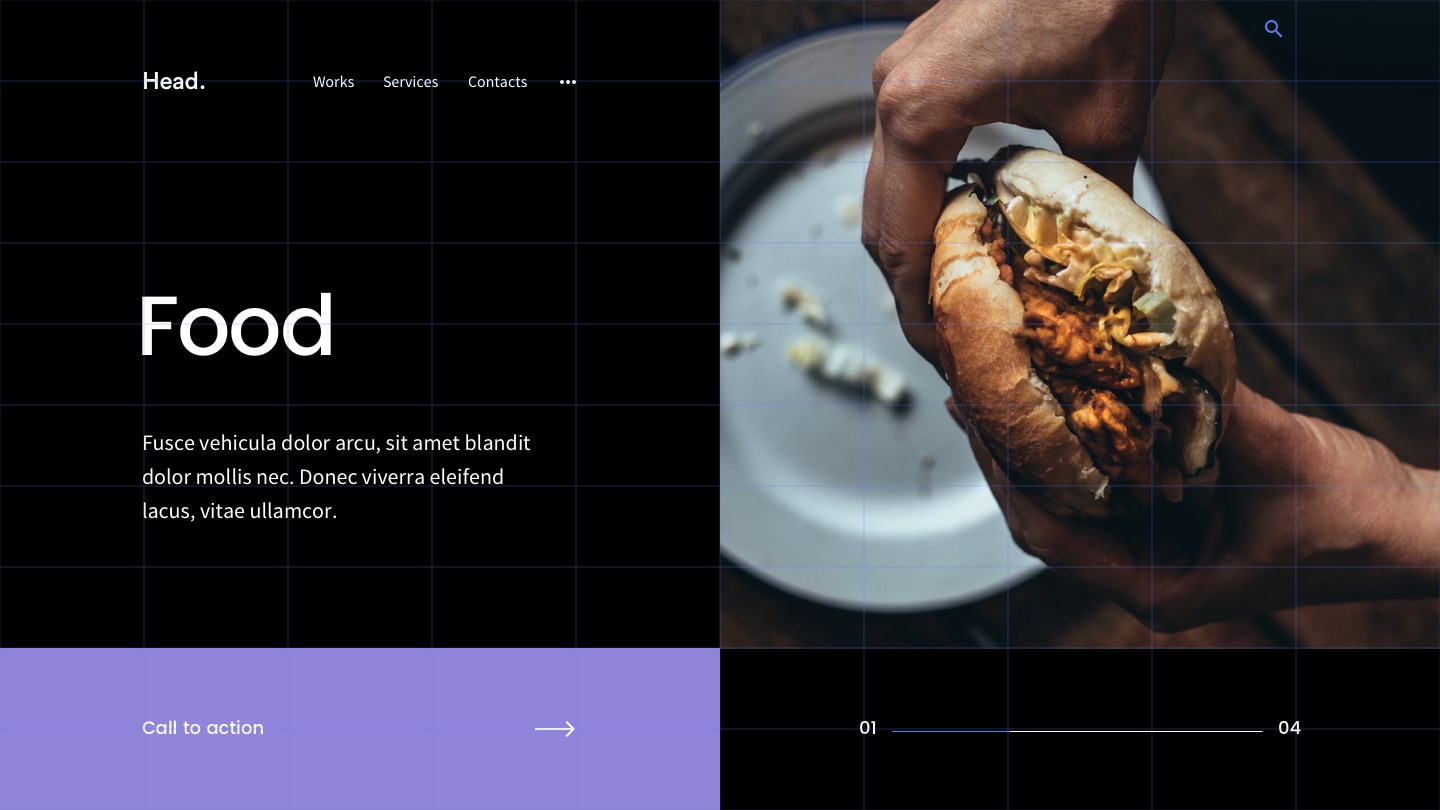 Head.
Works
Services
Contacts
Food
Fusce vehicula dolor arcu, sit amet blandit
dolor mollis nec. Donec viverra eleifend
lacus, vitae ullamcor.
Call to action
01
04